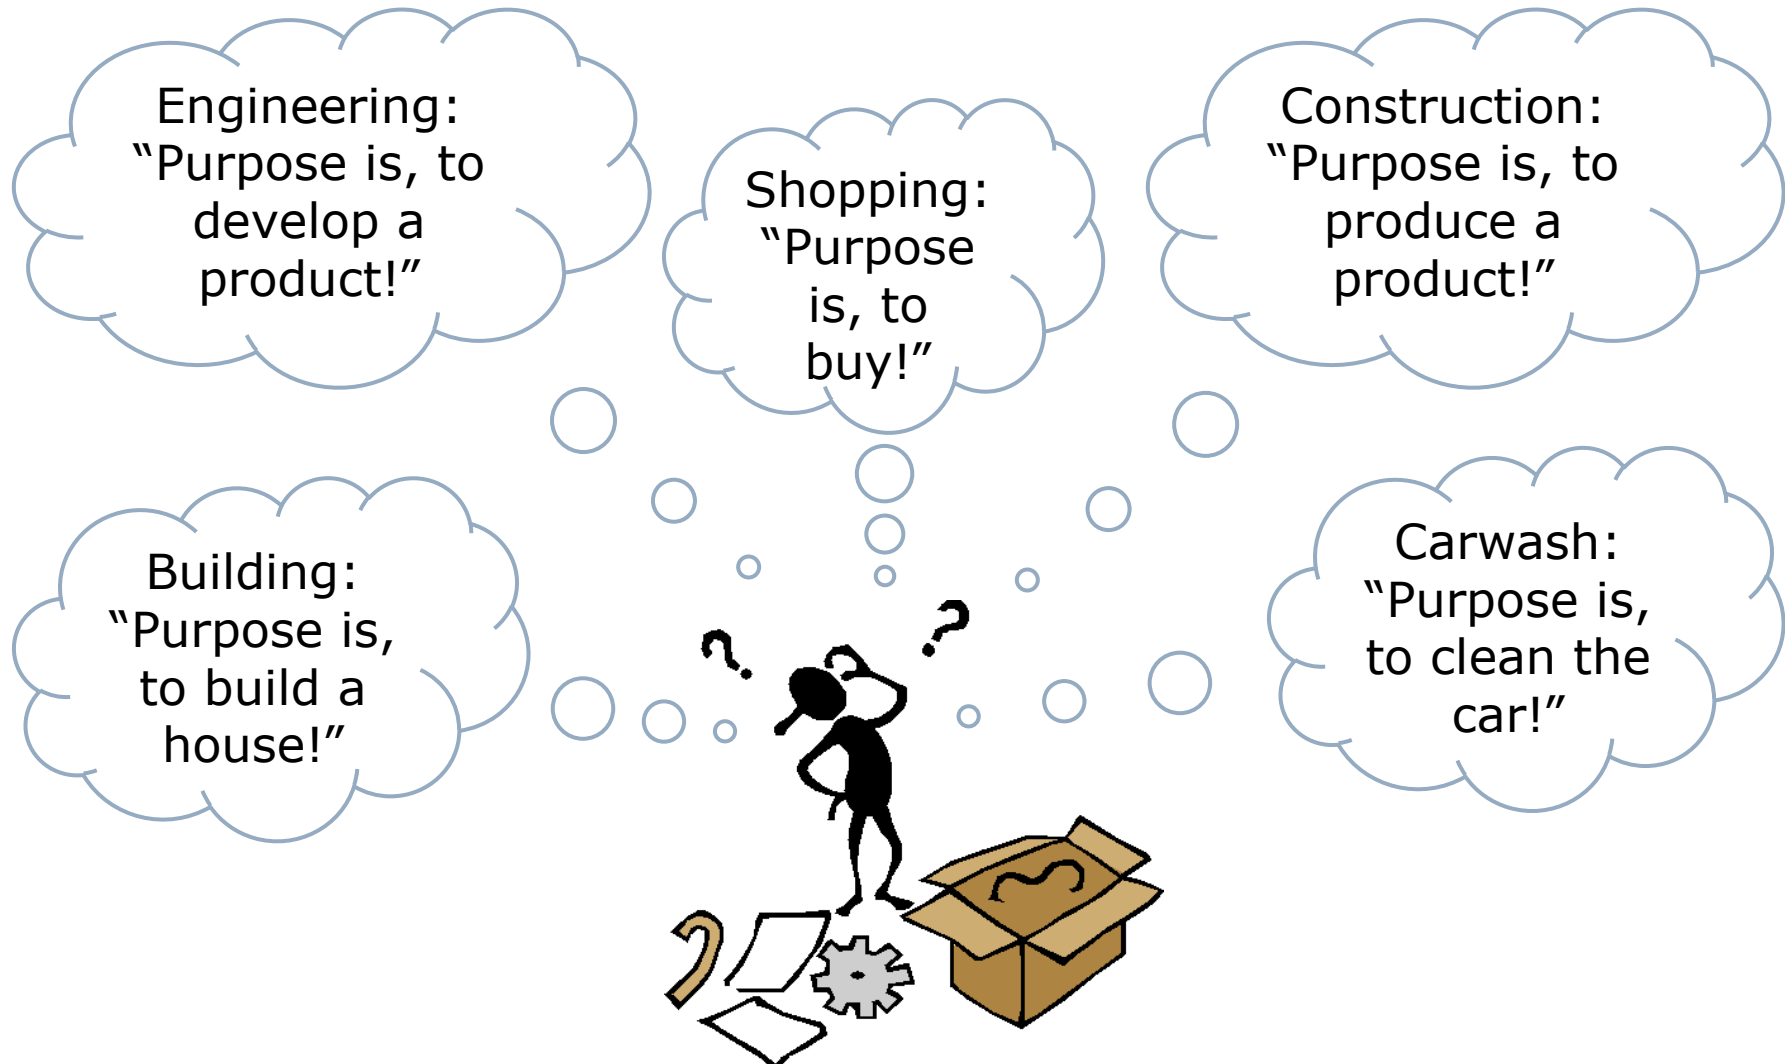 Engineering:
“Purpose is, to
develop a
product!”
Shopping:
“Purpose
is, to
buy!”
Construction:
“Purpose is, to
produce a
product!”
Building:
“Purpose is,
to build a
house!”
Carwash:
“Purpose is,
to clean the
car!”
? ?